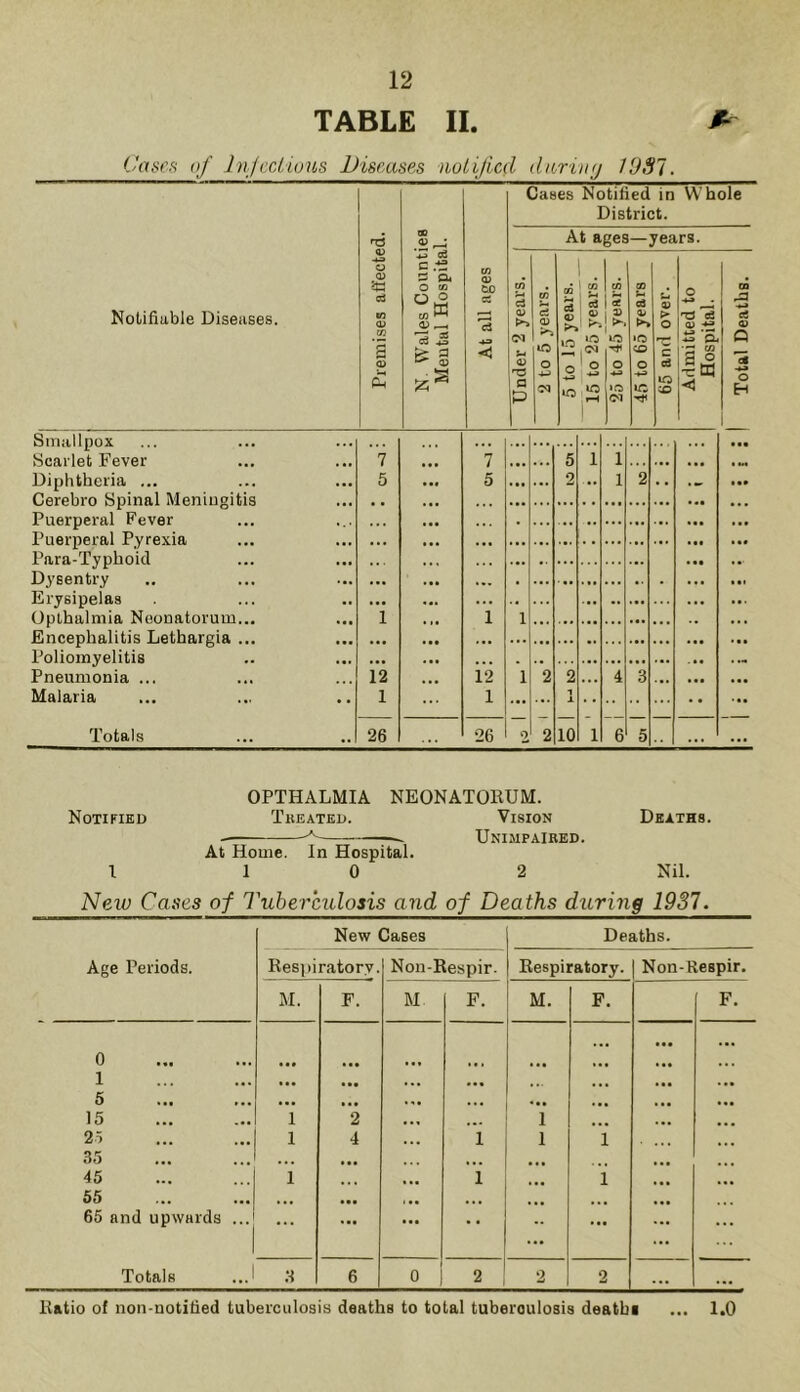 12
TABLE II.
Cases of Infectious Diseases notified during 1937.
Notifiable Diseases.
Premises affected.
N. Wales Counties Mental Hospital.
At all ages
Cases Notified in Whole District.
At ages—years.
Under 2 years.
2 to 5 years.
5 to 15 years.
15 to 25 years.
25 to 45 years.
45 to 65 years
65 and over.
Admitted to Hospital.
Total Deaths.
Smallpox ... ... ... ... ... ... ... ... ... ... ... ... ... ... ...
Scarlet Fever ... ... 7 ... 7 ... ... 5 1 1 ... ... ... ...
Diphtheria ... ... ... 5 ... 5 ... ... 2 .. 1 2 .. ... ...
Cerebro Spinal Meningitis ... .. ... ... ... ... ... .. ... ... ... ... ...
Puerperal Fever ... ... ... ... ... . ... ... .. ... ... ... ... ...
Puerperal Pyrexia ... ... ... ... ... ... ... ... .. ... ... ... ... ...
Para-Typhoid ... ... ... ... ... ... .. ... ... ... ... ... ..
Dysentry .. ... ... ... ... ... . ... ... ... ... .. . ... ...
Erysipelas ... .. ... ... ... .. ... ... .. ... ... ... ...
Opthalmia Neonatorum... ... 1 ... 1 1 ... ... ... ... ... ... .. ...
Encephalitis Lethargia ... ... ... ... ... ... ... ... .. ... ... ... ... ...
Poliomyelitis .. ... ... ... ... . .. ... ... ... ... ... ... ...
Pneumonia ... ... ... 12 ... 12 1 2 2 ... 4 3 ... ... ...
Malaria ... ... .. 1 ... 1 ... ... 1 .. .. .. ... .. ...
Totals ... .. 26 ... 26 2 2 10 1 6 5 .. ... ...
OPTHALMIA NEONATORUM.
Notified Treated. Vision Deaths.
Unimpaired.
At Home. In Hospital.
1 1 0 2 Nil.
New Cases of Tuberculosis and of Deaths during 1937.
New Cases Deaths.
Age Periods. Respiratory. Non-Respir. Respiratory. Non-Respir.
M. F. M F. M. F. F.
0 ... ... ... ... ... ... ... ... ... ...
1 ... ... ... ... ... ... ... ... ... ...
5 ... ... ... ... ... ... ... ... ... ...
15 ... ... 1 2 ... ... 1 ... ... ...
25 ... ... 1 4 ... 1 1 1 ... ...
35 ... ... ... ... ... ... ... ... ... ...
45 ... ... 1 ... ... 1 ... 1 ... ...
55 ... ... ... ... ... ... ... ... ... ...
65 and upwards ... ... ... ... .. .. ... ... ...
Totals ... 3 6 0 2 2 2 ... ...
Ratio of non-notified tuberculosis deaths to total tuberoulosis deaths ... 1.0